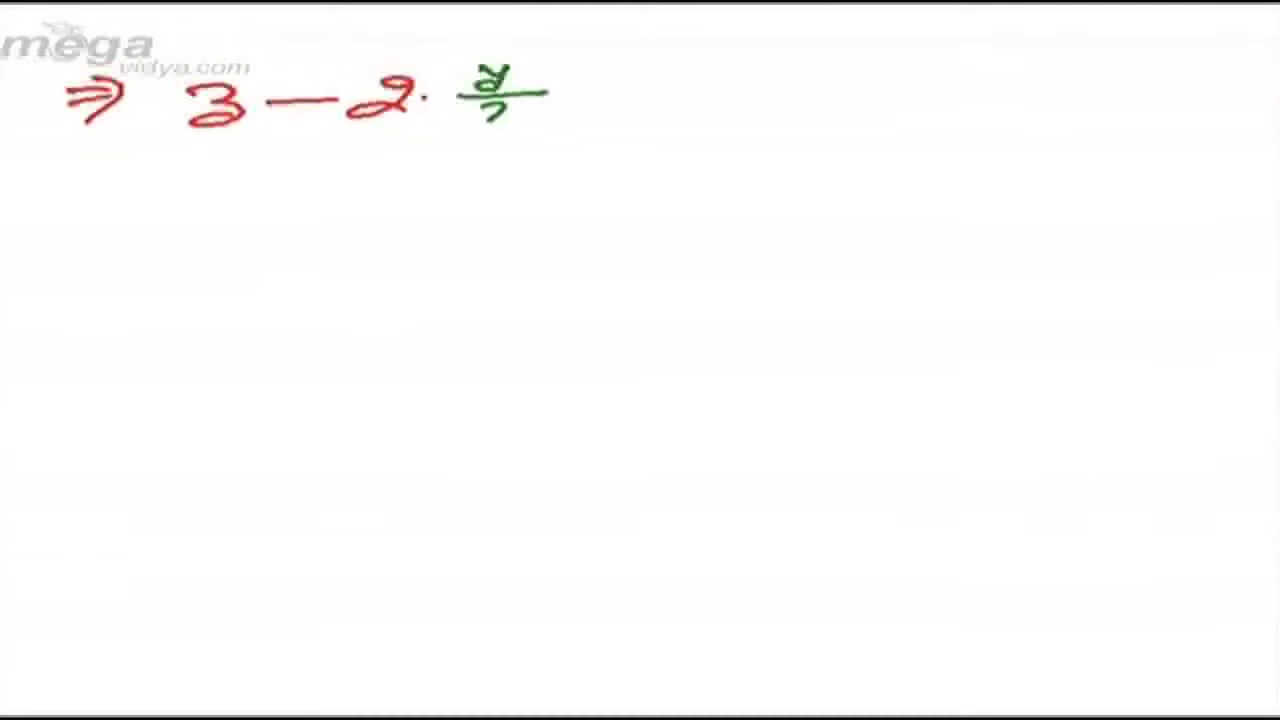 mega
vidya.com
⇒ 3 — 2 ·